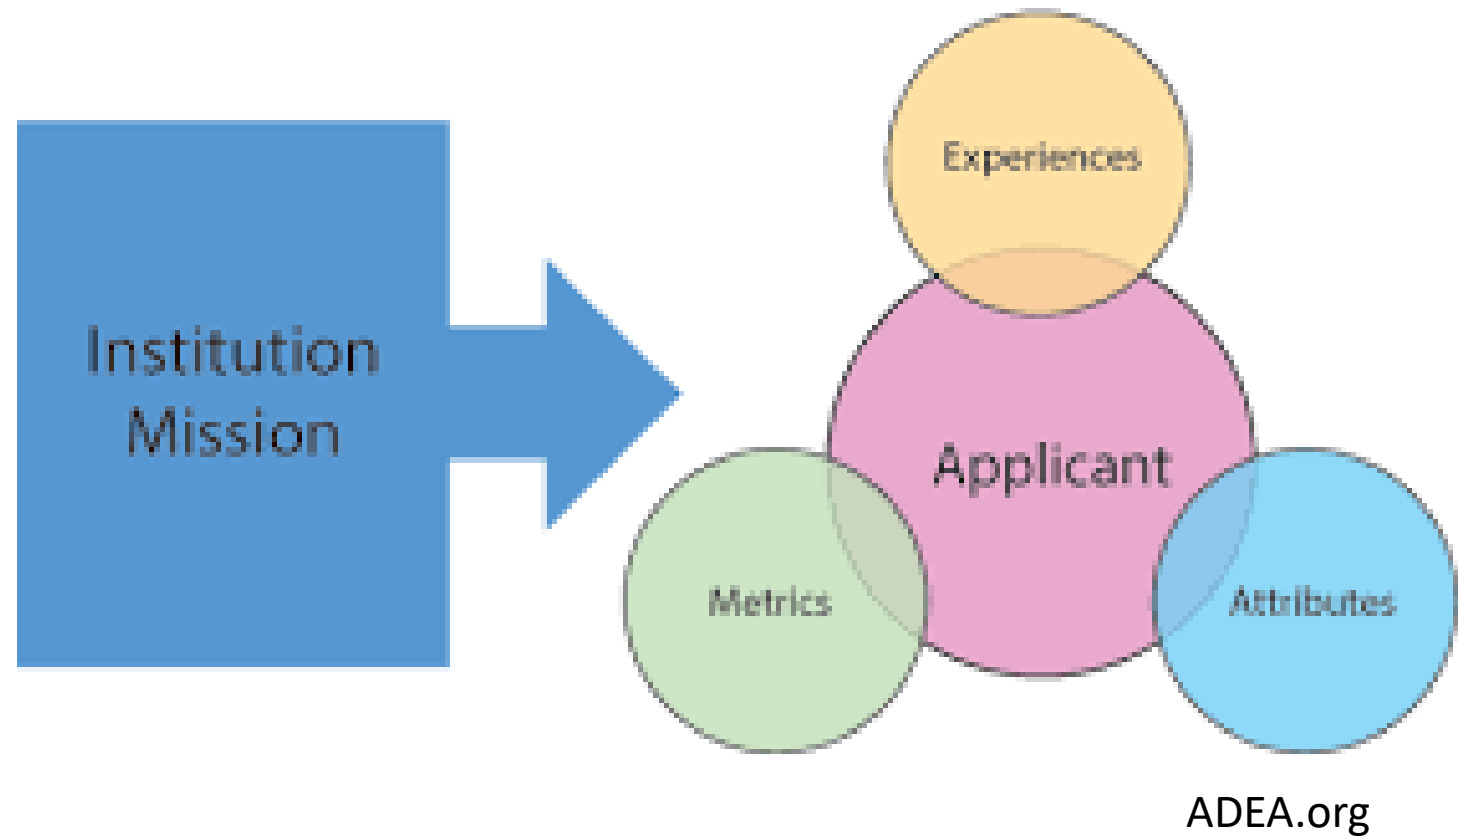 Institution
Mission
Experiences
Applicant
Metrics
Attributes
ADEA.org